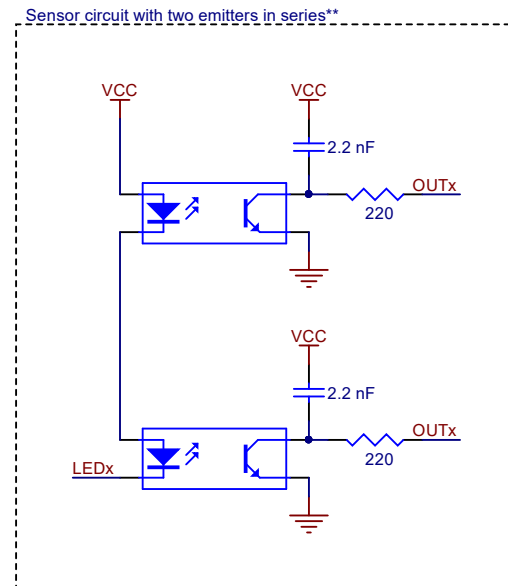 Sensor circuit with two emitters in series**
VCC
VCC
2.2 nF
OUTx
220
VCC
2.2 nF
OUTx
LEDx
220